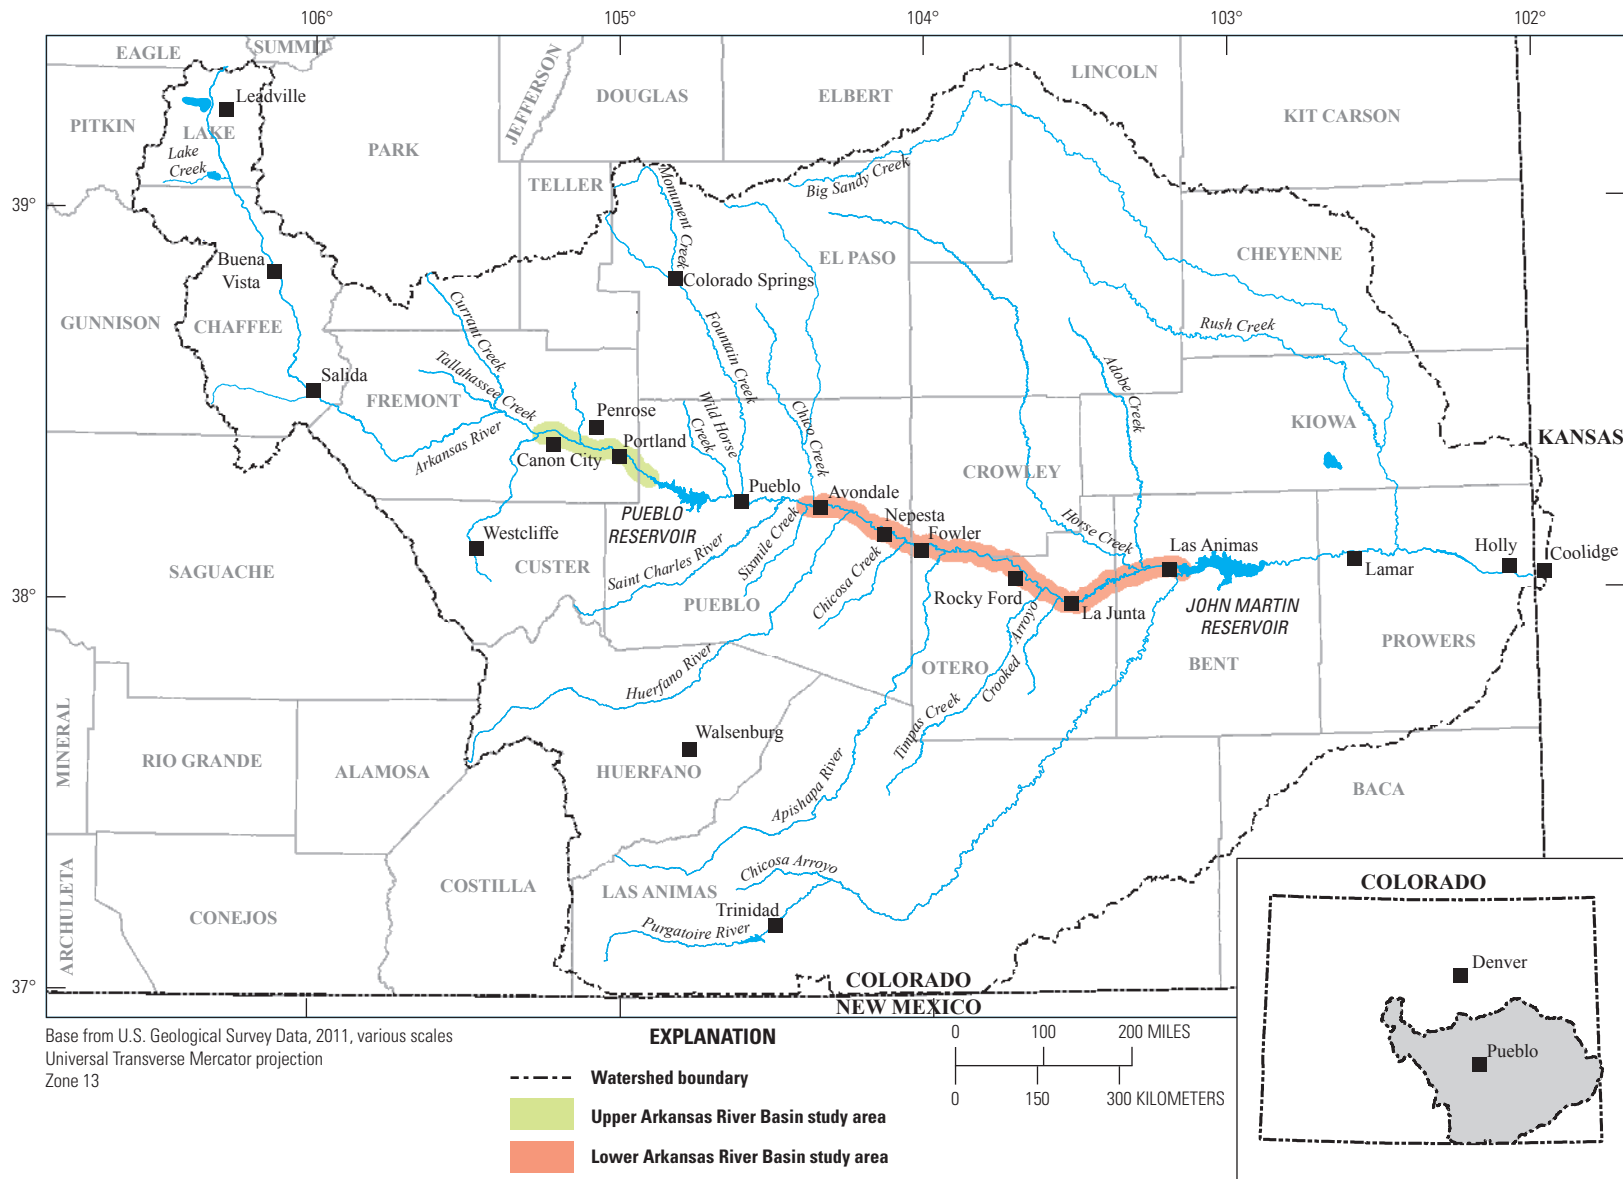 106°
105°
104°
103°
102°
EAGLE
SUMMIT
JEFFERSON
DOUGLAS
ELBERT
LINCOLN
KIT CARSON
Leadville
PITKIN
LAKE
PARK
Lake
Creek
TELLER
Monument Creek
Big Sandy Creek
39°
Buena
Vista
Colorado Springs
EL PASO
CHEYENNE
GUNNISON
CHAFFEE
Currant Creek
Fountain Creek
Rush Creek
Salida
Tallahassee Creek
FREMONT
Adobe Creek
Penrose
Wild Horse
Creek
Chico Creek
KIOWA
Arkansas River
Canon City
Portland
KANSAS
CROWLEY
Pueblo
Avondale
PUEBLO
RESERVOIR
Nepesta
Fowler
Horse Creek
Las Animas
Holly
Coolidge
Westcliffe
SAGUACHE
CUSTER
Saint Charles River
Sixmile Creek
Chicosa Creek
PUEBLO
Lamar
38°
Rocky Ford
La Junta
JOHN MARTIN
RESERVOIR
PROWERS
OTERO
Crooked
Arroyo
BENT
Huerfano River
Timpas Creek
MINERAL
RIO GRANDE
ALAMOSA
Walsenburg
HUERFANO
Apishapa River
BACA
ARCHULETA
CONEJOS
COSTILLA
LAS ANIMAS
Chicosa Arroyo
Trinidad
Purgatoire River
37°
COLORADO
NEW MEXICO
COLORADO
Denver
Pueblo
Base from U.S. Geological Survey Data, 2011, various scales
Universal Transverse Mercator projection
Zone 13
EXPLANATION
Watershed boundary
Upper Arkansas River Basin study area
Lower Arkansas River Basin study area
0 100 200 MILES
0 150 300 KILOMETERS